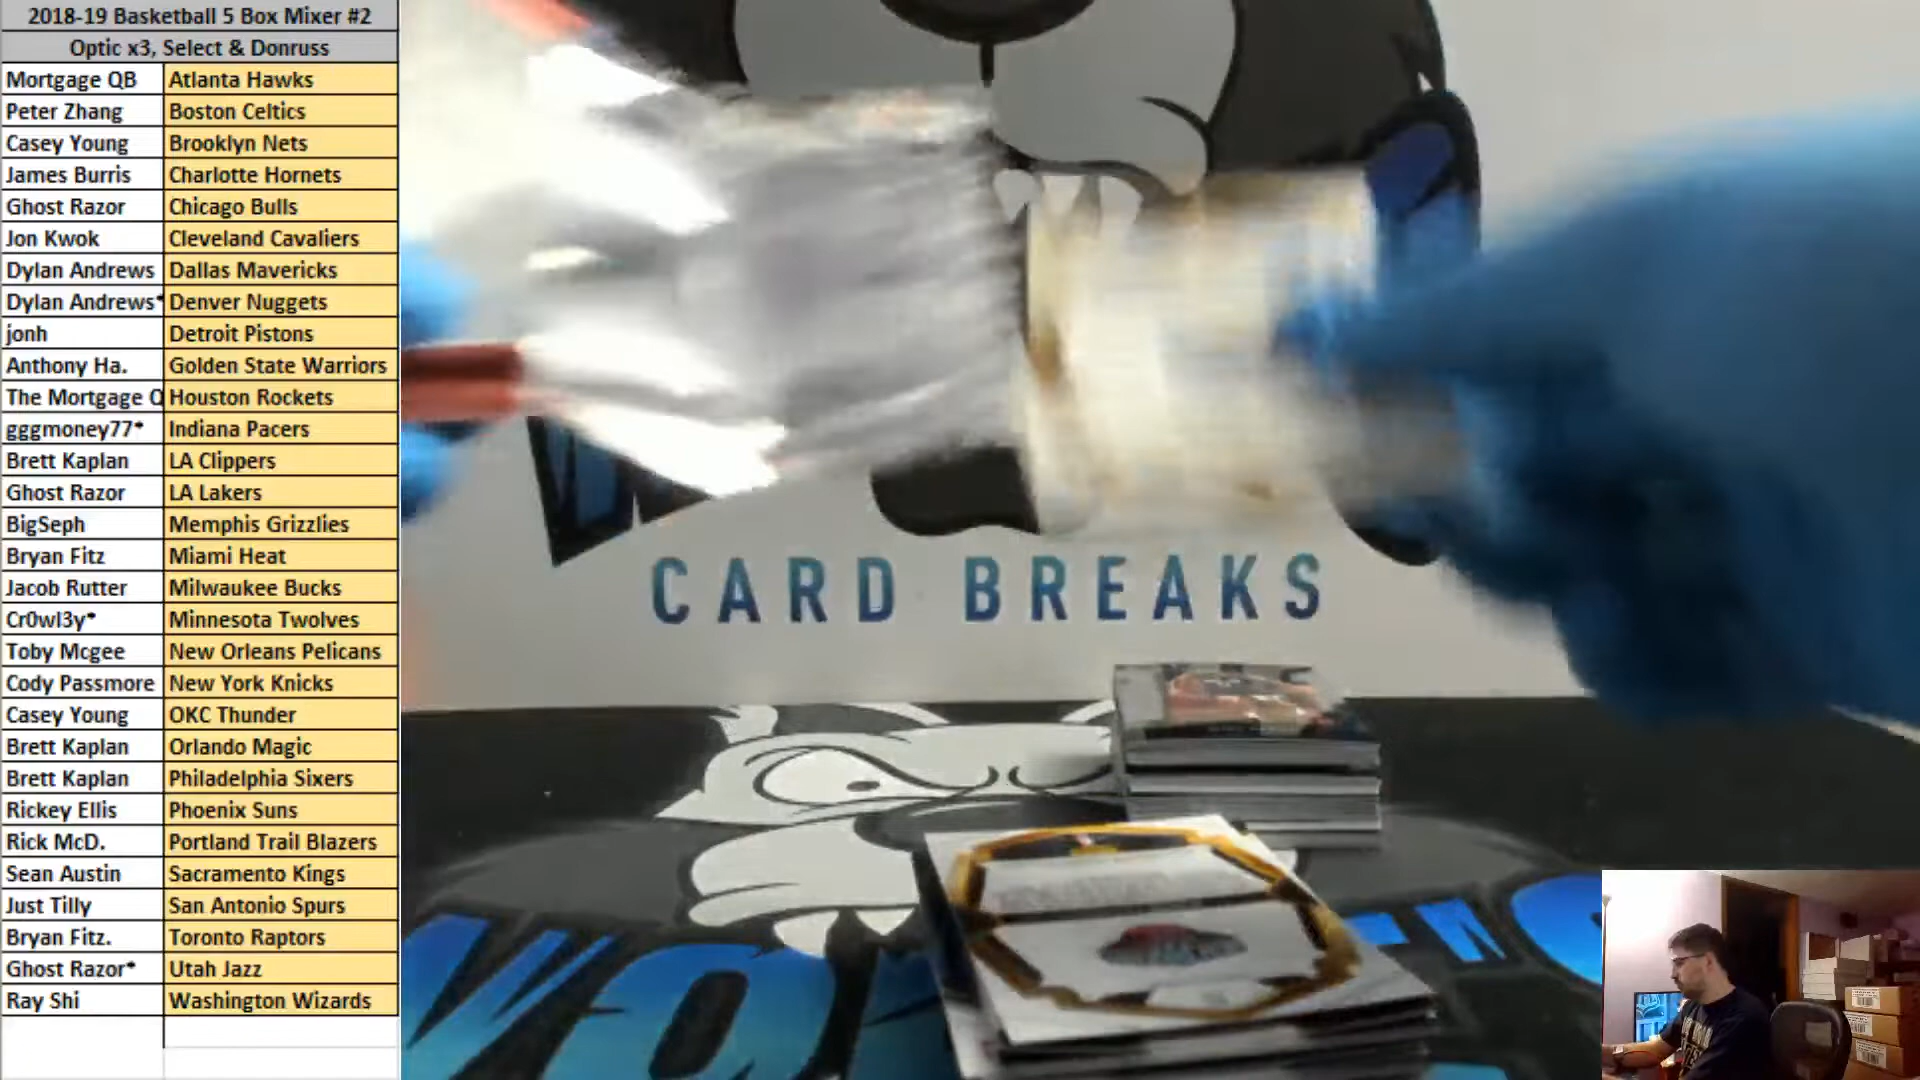 2018-19 Basketball 5 Box Mixer #2
Optic x3, Select & Donruss
Mortgage QB Atlanta Hawks
Peter Zhang Boston Celtics
Casey Young Brooklyn Nets
James Burris Charlotte Hornets
Ghost Razor Chicago Bulls
Jon Kwok Cleveland Cavaliers
Dylan Andrews Dallas Mavericks
Dylan Andrews* Denver Nuggets
jonh Detroit Pistons
Anthony Ha. Golden State Warriors
The Mortgage Q Houston Rockets
gggmoney77* Indiana Pacers
Brett Kaplan LA Clippers
Ghost Razor LA Lakers
BigSeph Memphis Grizzlies
Bryan Fitz Miami Heat
Jacob Rutter Milwaukee Bucks
Cr0wl3y* Minnesota Twolves
Toby Mcgee New Orleans Pelicans
Cody Passmore New York Knicks
Casey Young OKC Thunder
Brett Kaplan Orlando Magic
Brett Kaplan Philadelphia Sixers
Rickey Ellis Phoenix Suns
Rick McD. Portland Trail Blazers
Sean Austin Sacramento Kings
Just Tilly San Antonio Spurs
Bryan Fitz. Toronto Raptors
Ghost Razor* Utah Jazz
Ray Shi Washington Wizards
CARD BREAKS